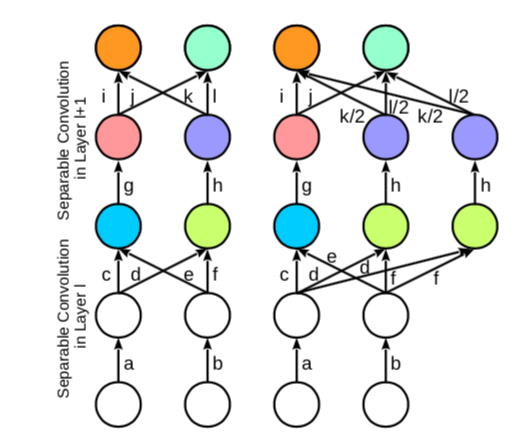 Separable Convolution
in Layer l+1
i
j
k
l
i
j
k/2
l/2
k/2
l/2
g
h
g
h
h
Separable Convolution
in Layer l
c
d
e
f
c
d
e
d
f
f
a
b
a
b